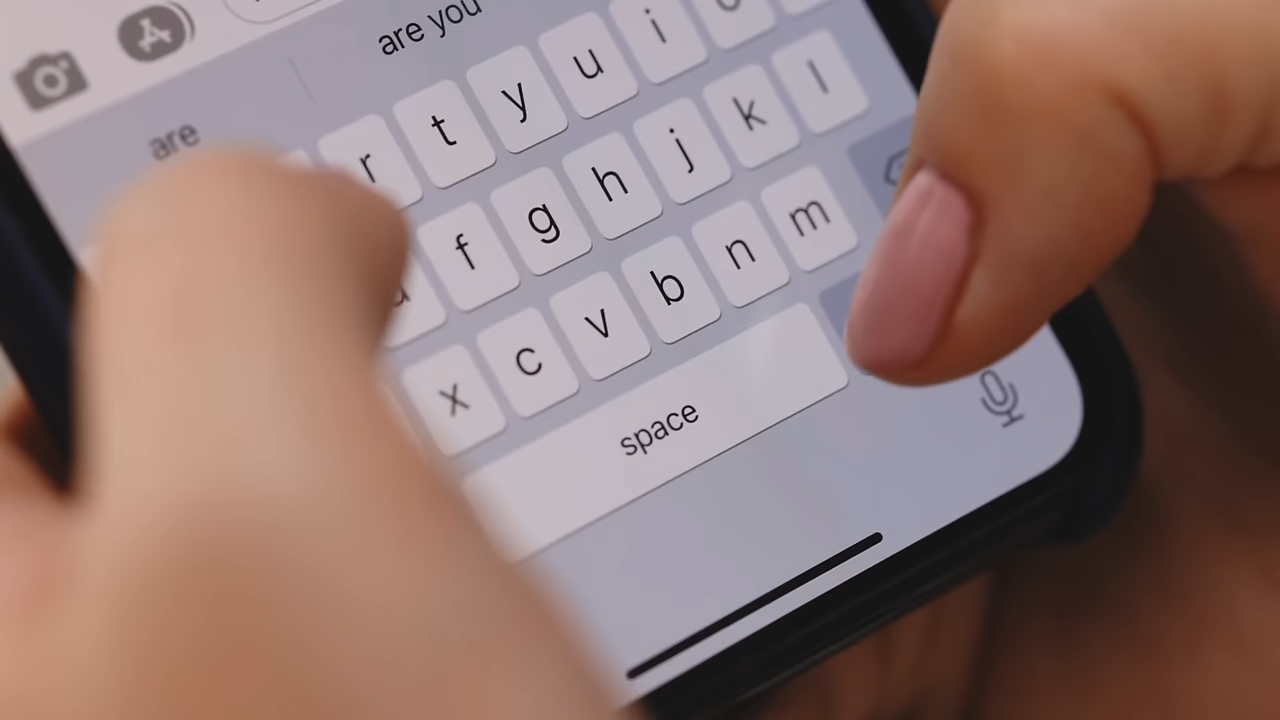 are are you
r t y u i o
d f g h j k l
x c v b n m
space